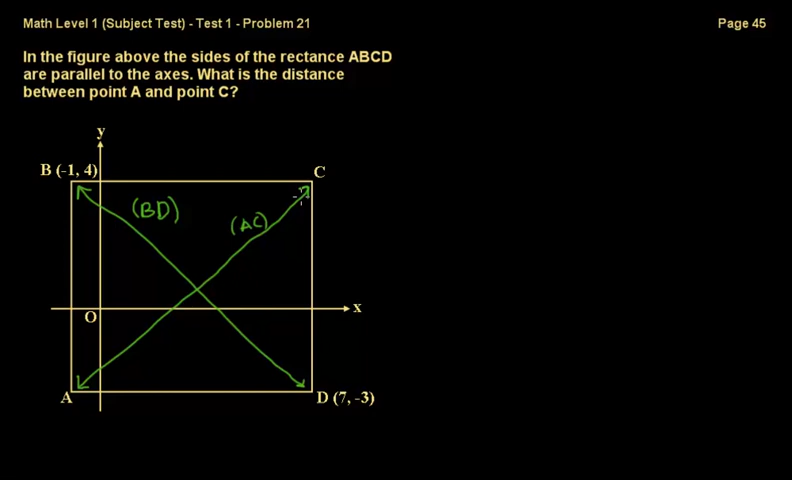 Math Level 1 (Subject Test) - Test 1 - Problem 21
Page 45
In the figure above the sides of the rectance ABCD
are parallel to the axes. What is the distance
between point A and point C?
y
B (-1, 4)
C
(BD)
(AC)
O
x
A
D (7, -3)